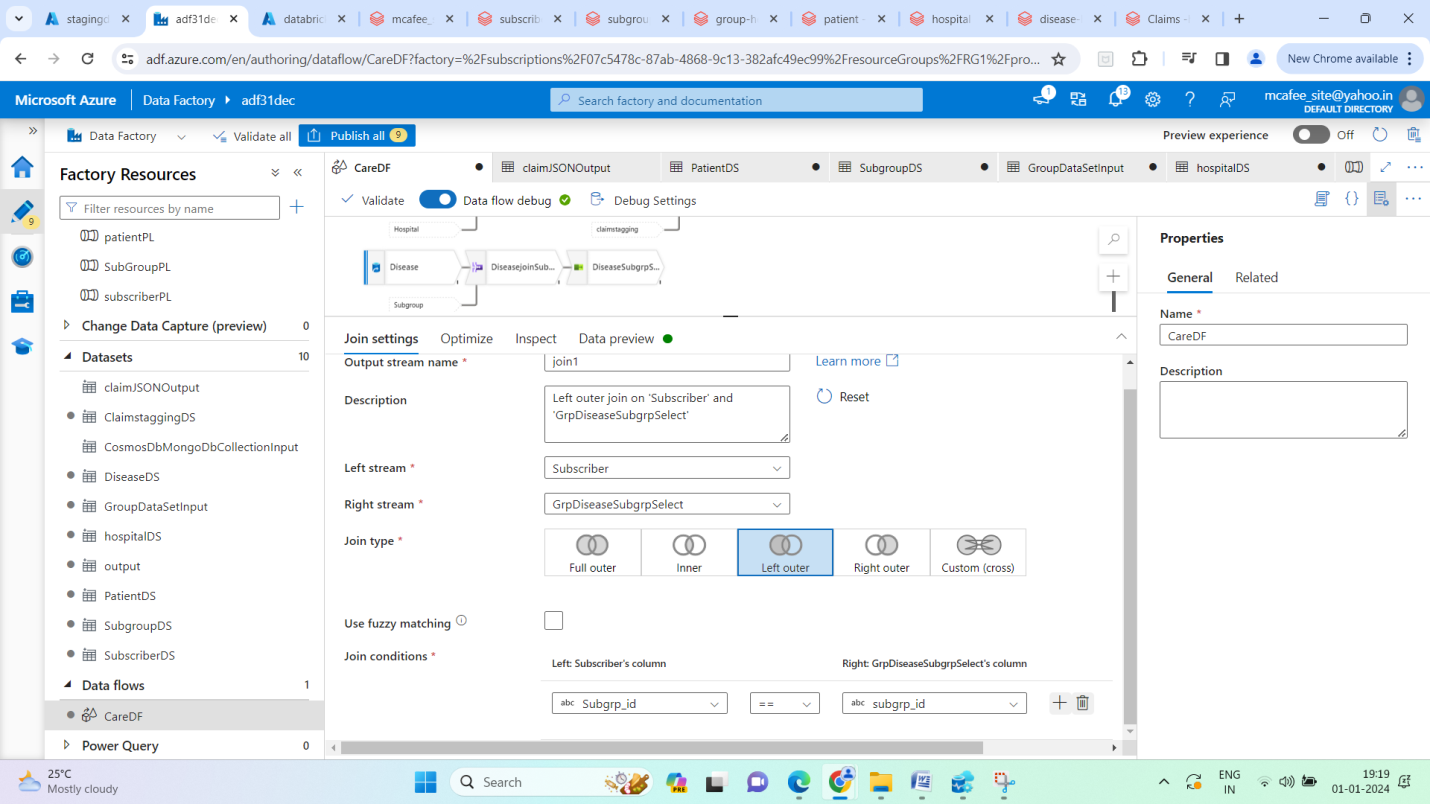 stagingd
adf31dec
databric
mcafee_
subscrib
subgrou
group-h
patient -
hospital
disease-
Claims -
adf.azure.com/en/authoring/dataflow/CareDF?factory=%2Fsubscriptions%2F07c5478c-87ab-4868-9c13-382afc49ec99%2FresourceGroups%2FRG1%2Fpro...
New Chrome available
Microsoft Azure
Data Factory
adf31dec
Search factory and documentation
1
13
mcafee_site@yahoo.in
DEFAULT DIRECTORY
Data Factory
Validate all
Publish all
9
Preview experience
Off
9
Factory Resources
Filter resources by name
patientPL
SubGroupPL
subscriberPL
Change Data Capture (preview)
0
Datasets
10
claimJSONOutput
ClaimstaggingDS
CosmosDbMongoDbCollectionInput
DiseaseDS
GroupDataSetInput
hospitalDS
output
PatientDS
SubgroupDS
SubscriberDS
Data flows
1
CareDF
Power Query
0
CareDF
claimJSONOutput
PatientDS
SubgroupDS
GroupDataSetInput
hospitalDS
Validate
Data flow debug
Debug Settings
Hospital
claimstagging
Disease
DiseasejoinSub...
DiseaseSubgrpS...
Subgroup
Join settings
Optimize
Inspect
Data preview
Output stream name *
join1
Learn more
Description
Left outer join on 'Subscriber' and
'GrpDiseaseSubgrpSelect'
Reset
Left stream *
Subscriber
Right stream *
GrpDiseaseSubgrpSelect
Join type *
Full outer
Inner
Left outer
Right outer
Custom (cross)
Use fuzzy matching
Join conditions *
Left: Subscriber's column
Right: GrpDiseaseSubgrpSelect's column
abc Subgrp_id
==
abc subgrp_id
Properties
General
Related
Name *
CareDF
Description
25°C
Mostly cloudy
Search
PRE
ENG
IN
19:19
01-01-2024